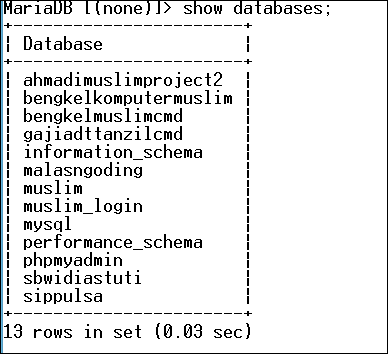 MariaDB [(none)]> show databases;
+------------------------+
| Database               |
+------------------------+
| ahmadimuslimproject2   |
| bengkelkomputermuslim  |
| bengkelmuslimcmd       |
| gajiadttanzilcmd       |
| information_schema     |
| malasngoding           |
| muslim                 |
| muslim_login           |
| mysql                  |
| performance_schema     |
| phpmyadmin             |
| sbwidiastuti           |
| sippulsa               |
+------------------------+
13 rows in set (0.03 sec)